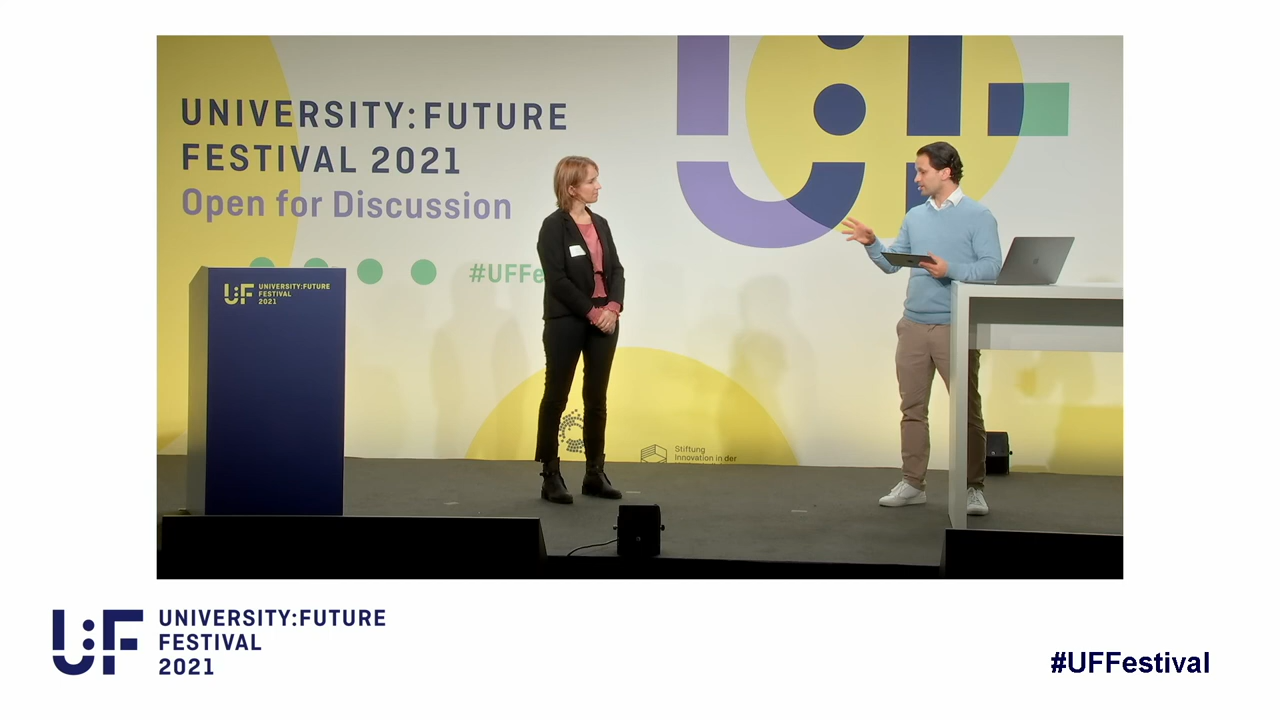 UNIVERSITY:FUTURE
FESTIVAL 2021
Open for Discussion
#UFFe
U:F
UNIVERSITY:FUTURE
FESTIVAL
2021
Stiftung
Innovation in der
U:F
UNIVERSITY:FUTURE
FESTIVAL
2021
#UFFestival